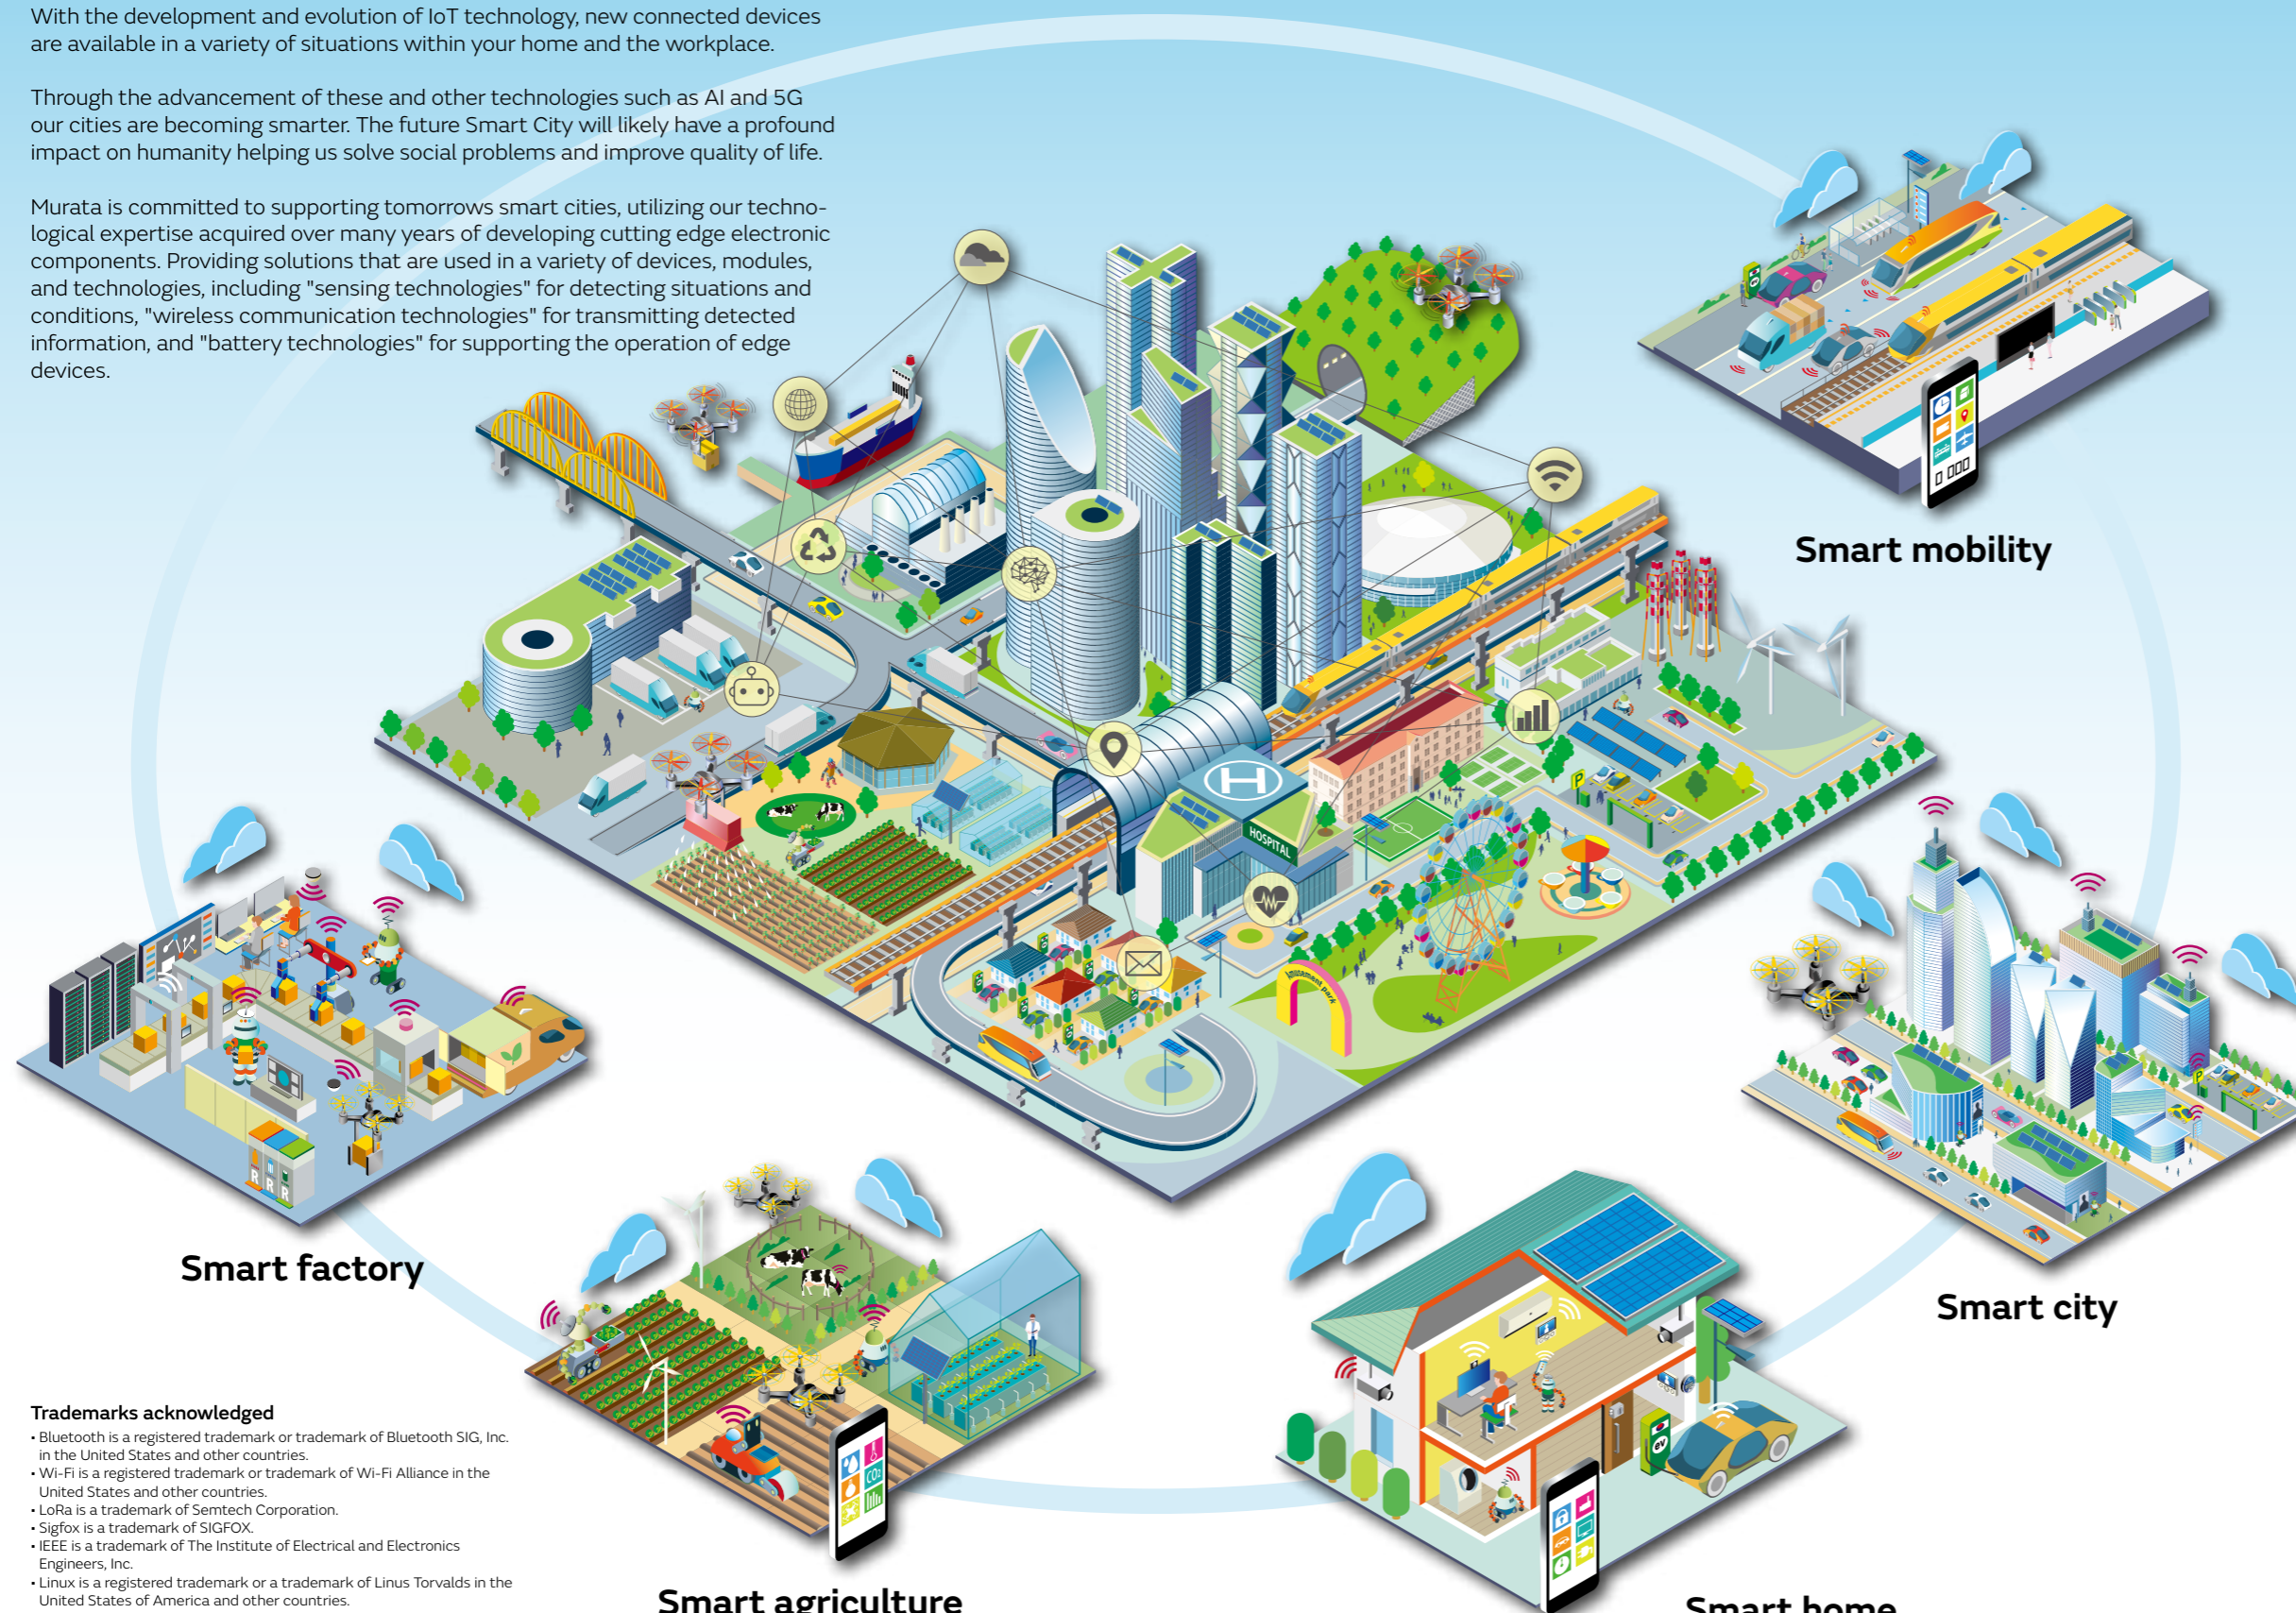 With the development and evolution of IoT technology, new connected devices
are available in a variety of situations within your home and the workplace.
Through the advancement of these and other technologies such as AI and 5G
our cities are becoming smarter. The future Smart City will likely have a profound
impact on humanity helping us solve social problems and improve quality of life.
Murata is committed to supporting tomorrows smart cities, utilizing our techno-
logical expertise acquired over many years of developing cutting edge electronic
components. Providing solutions that are used in a variety of devices, modules,
and technologies, including "sensing technologies" for detecting situations and
conditions, "wireless communication technologies" for transmitting detected
information, and "battery technologies" for supporting the operation of edge
devices.
Smart mobility
P
H
HOSPITAL
Amusement park
P
R R R
Smart factory
Smart city
CO2
ev
Smart agriculture
Smart home
Trademarks acknowledged
• Bluetooth is a registered trademark or trademark of Bluetooth SIG, Inc.
in the United States and other countries.
• Wi-Fi is a registered trademark or trademark of Wi-Fi Alliance in the
United States and other countries.
• LoRa is a trademark of Semtech Corporation.
• Sigfox is a trademark of SIGFOX.
• IEEE is a trademark of The Institute of Electrical and Electronics
Engineers, Inc.
• Linux is a registered trademark or a trademark of Linus Torvalds in the
United States of America and other countries.